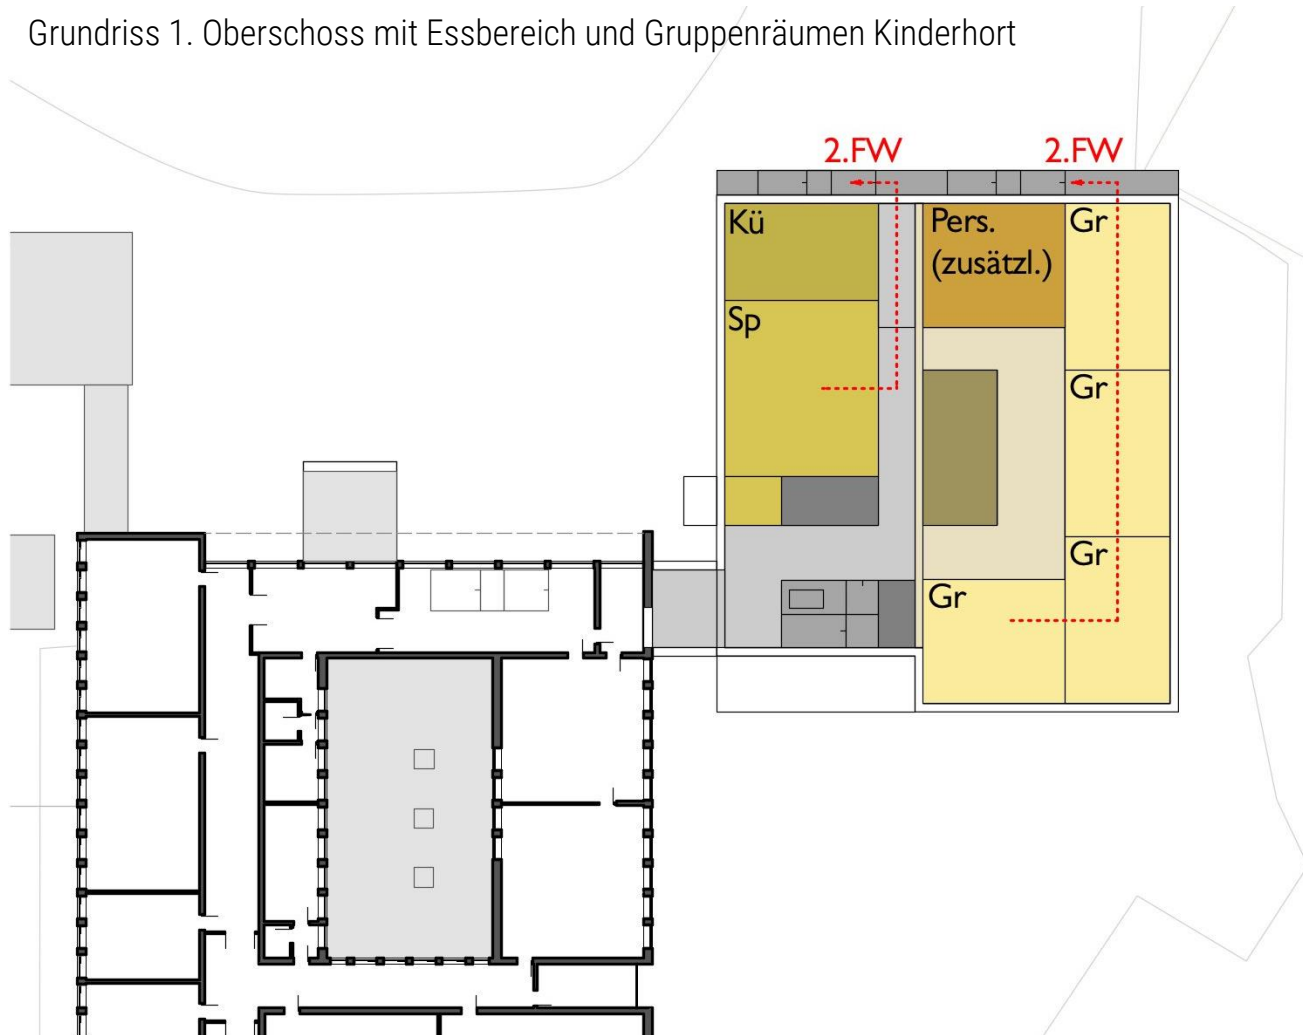 Grundriss 1. Oberschoss mit Essbereich und Gruppenräumen Kinderhort
2.FW
2.FW
Kü
Pers.
(zusätzl.)
Gr
Sp
Gr
Gr
Gr